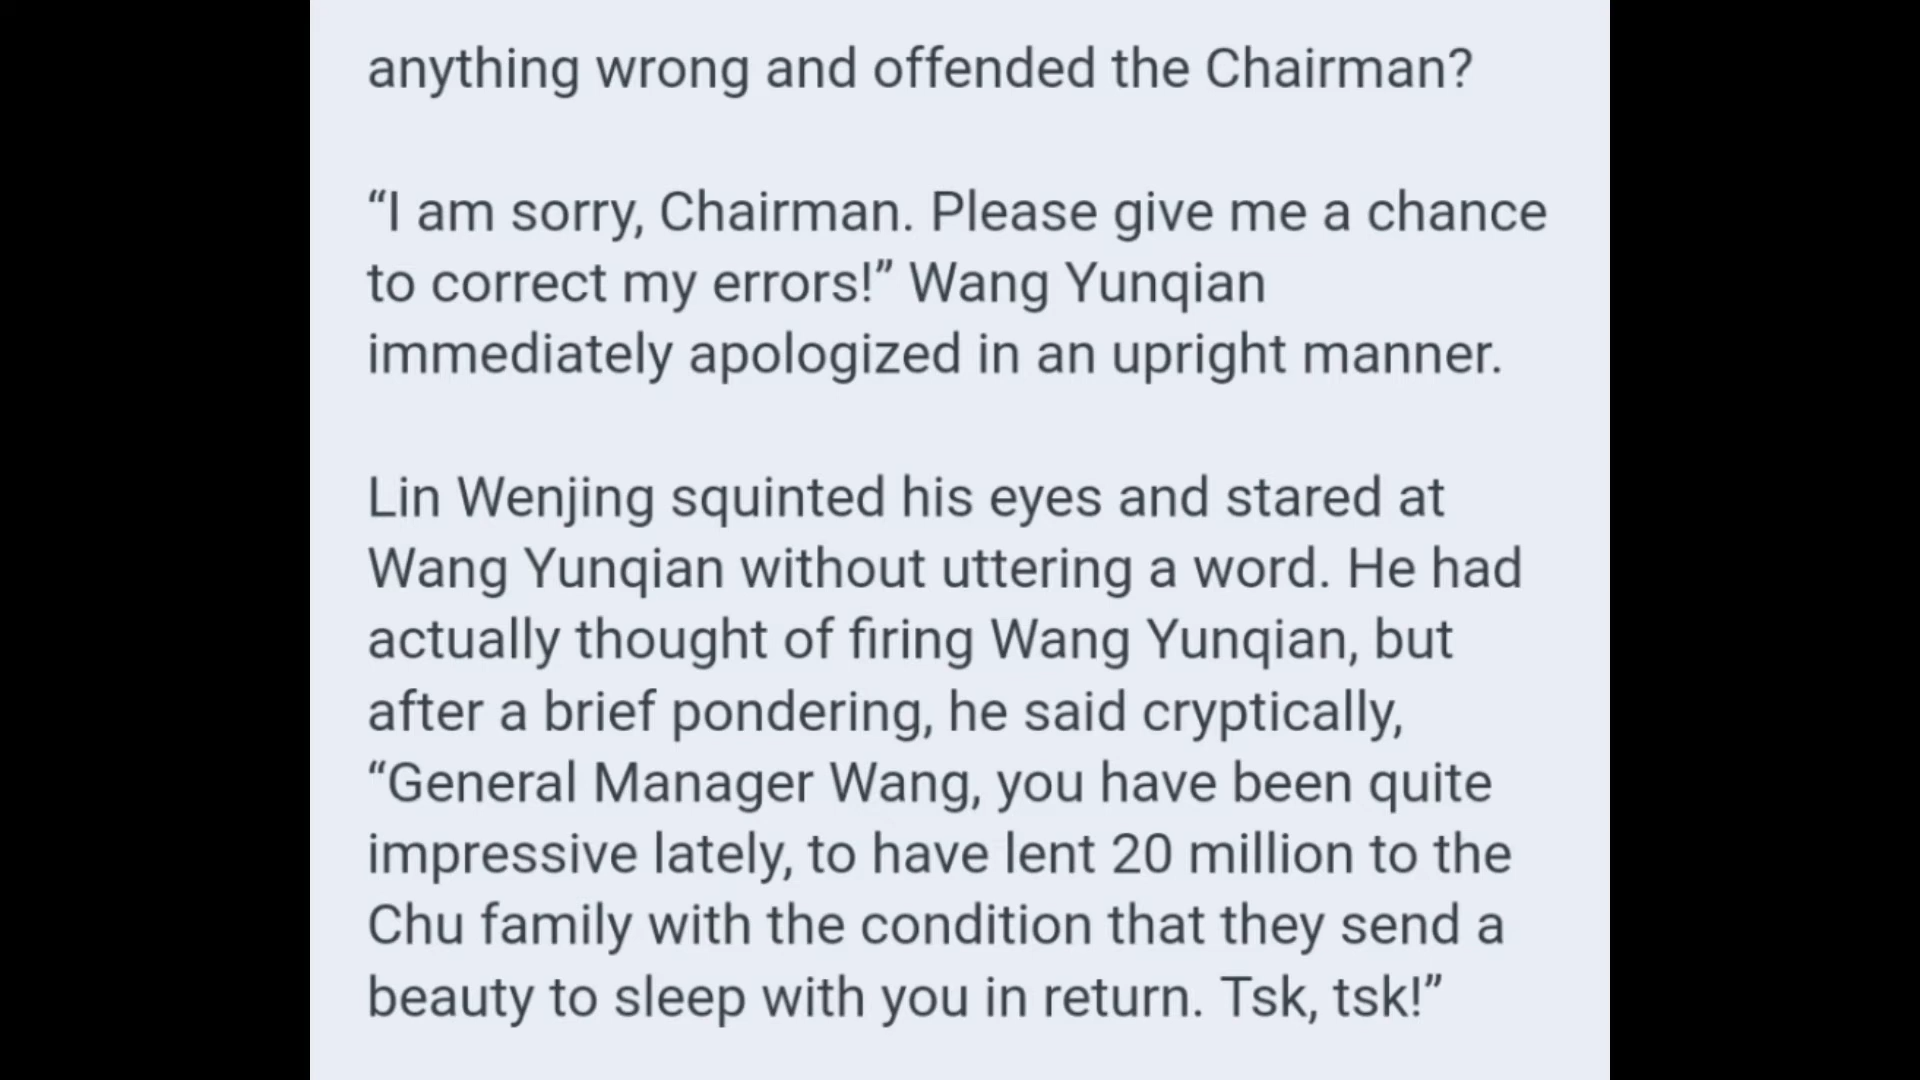 anything wrong and offended the Chairman?
“I am sorry, Chairman. Please give me a chance
to correct my errors!” Wang Yunqian
immediately apologized in an upright manner.
Lin Wenjing squinted his eyes and stared at
Wang Yunqian without uttering a word. He had
actually thought of firing Wang Yunqian, but
after a brief pondering, he said cryptically,
“General Manager Wang, you have been quite
impressive lately, to have lent 20 million to the
Chu family with the condition that they send a
beauty to sleep with you in return. Tsk, tsk!”